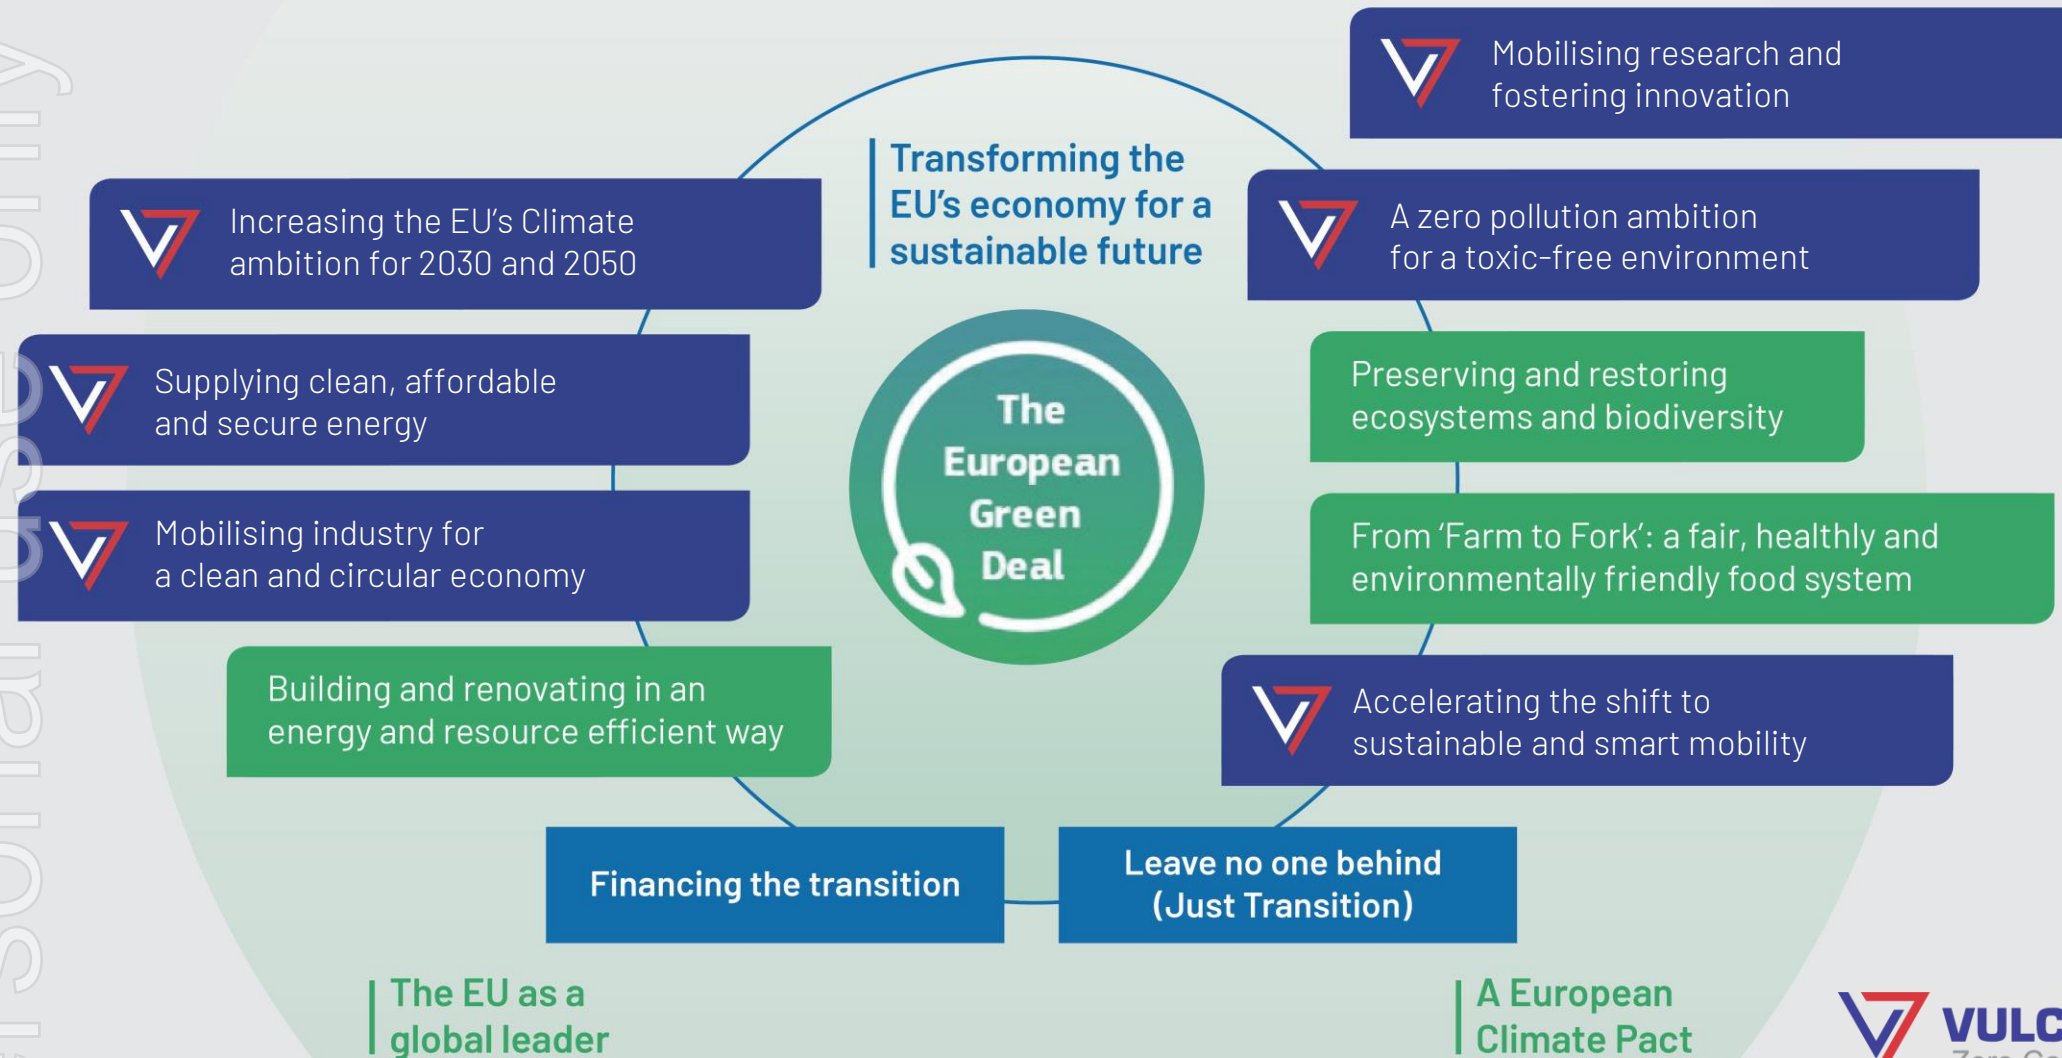 Mobilising research and
fostering innovation
Transforming the
EU's economy for a
sustainable future
Increasing the EU's Climate
ambition for 2030 and 2050
A zero pollution ambition
for a toxic-free environment
Supplying clean, affordable
and secure energy
Preserving and restoring
ecosystems and biodiversity
The
European
Green
Deal
Mobilising industry for
a clean and circular economy
From ‘Farm to Fork’: a fair, healthly and
environmentally friendly food system
Building and renovating in an
energy and resource efficient way
Accelerating the shift to
sustainable and smart mobility
Financing the transition
Leave no one behind
(Just Transition)
The EU as a
global leader
A European
Climate Pact